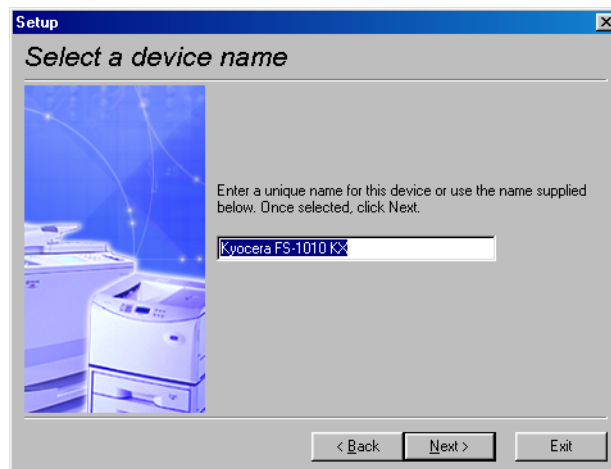 Setup
Select a device name
Enter a unique name for this device or use the name supplied
below. Once selected, click Next.
Kyocera FS-1010 KX
< Back
Next >
Exit